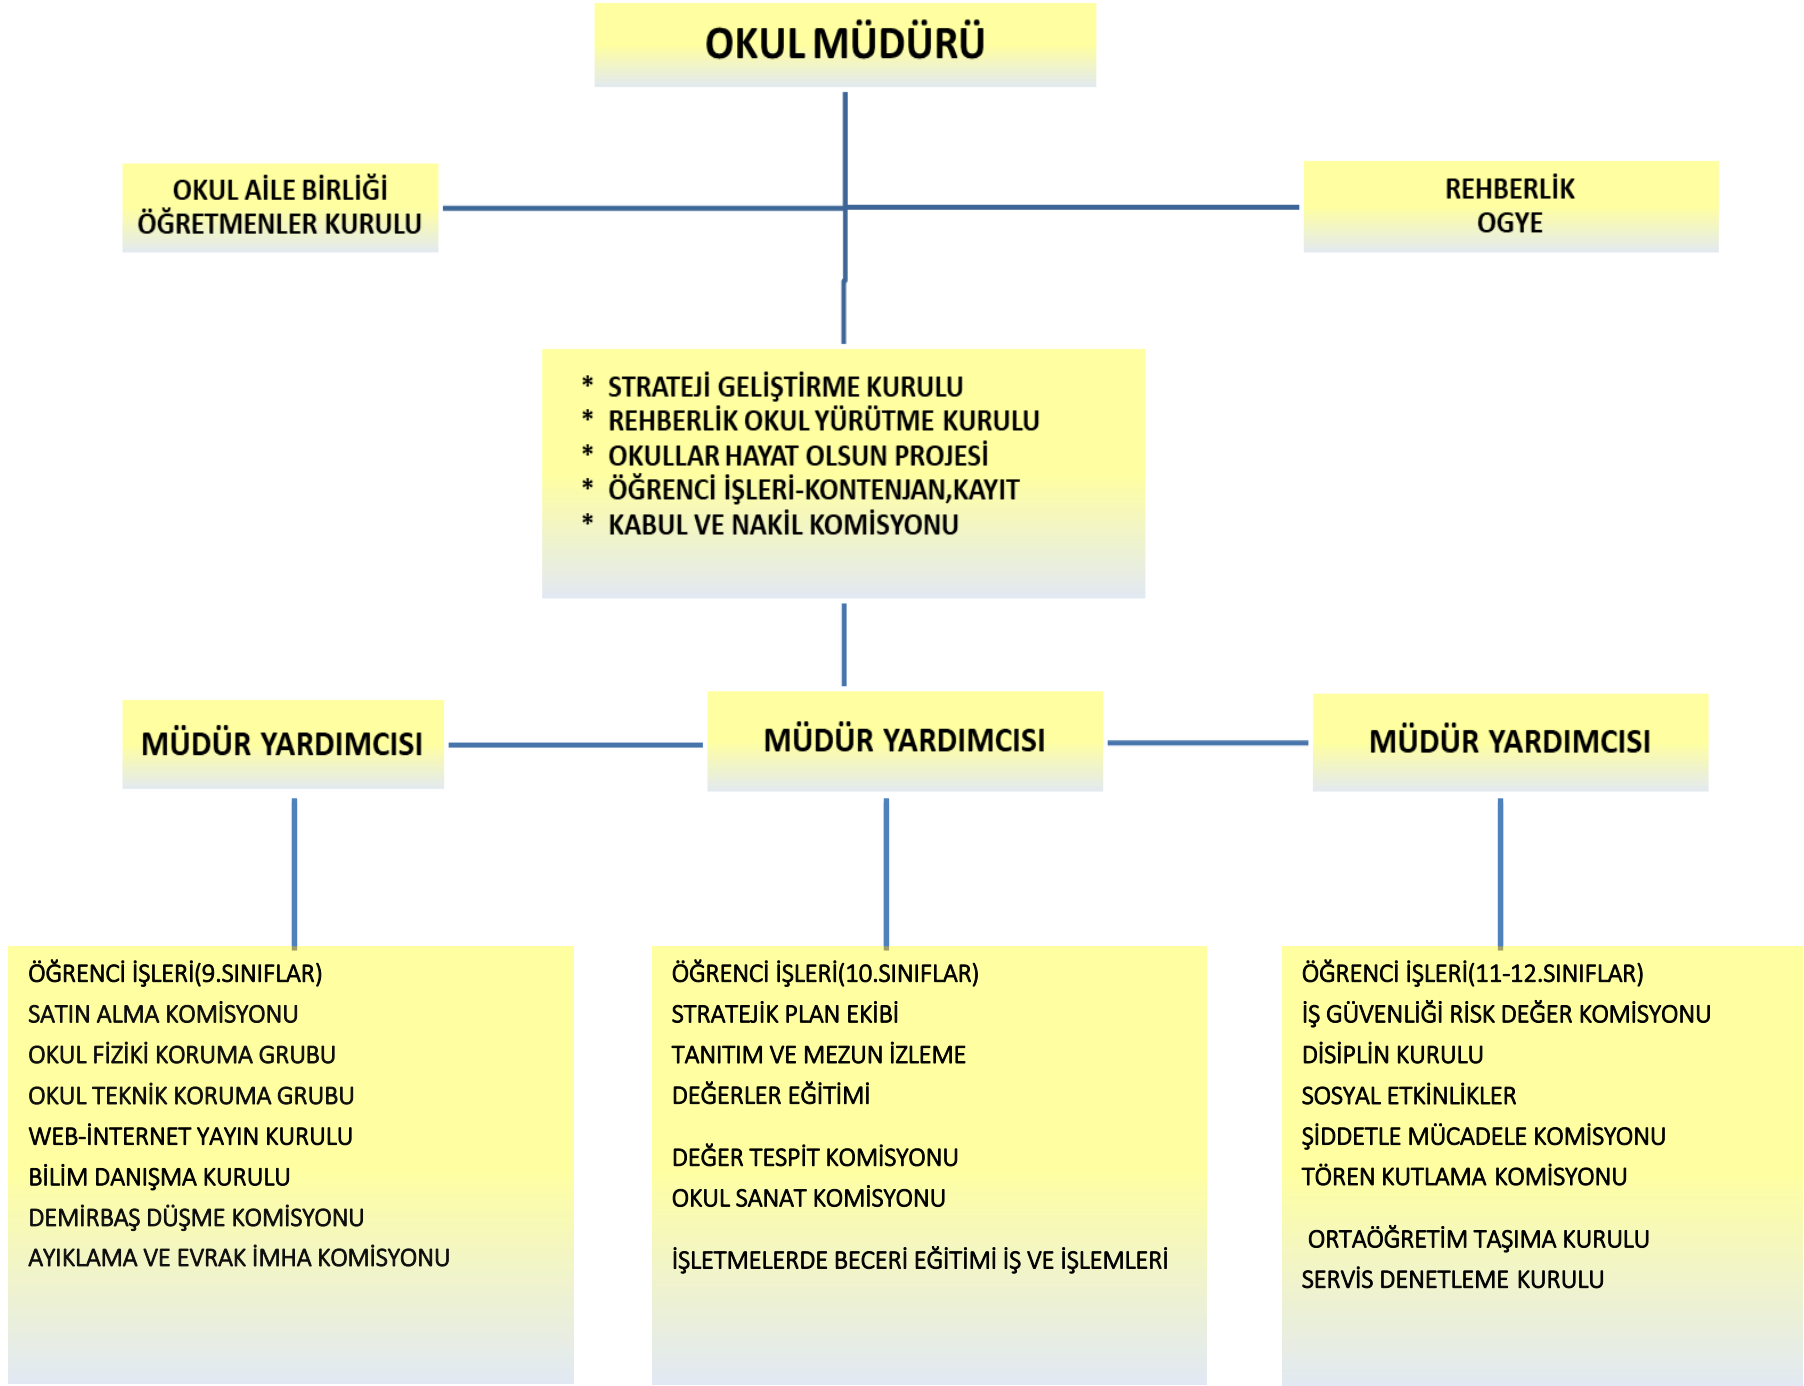 OKUL MÜDÜRÜ
OKUL AİLE BİRLİĞİ
ÖĞRETMENLER KURULU
REHBERLİK
OGYE
* STRATEJİ GELİŞTİRME KURULU
* REHBERLİK OKUL YÜRÜTME KURULU
* OKULLAR HAYAT OLSUN PROJESİ
* ÖĞRENCİ İŞLERİ-KONTENJAN,KAYIT
* KABUL VE NAKİL KOMİSYONU
MÜDÜR YARDIMCISI
MÜDÜR YARDIMCISI
MÜDÜR YARDIMCISI
ÖĞRENCİ İŞLERİ(9.SINIFLAR)
SATIN ALMA KOMİSYONU
OKUL FİZİKİ KORUMA GRUBU
OKUL TEKNİK KORUMA GRUBU
WEB-İNTERNET YAYIN KURULU
BİLİM DANIŞMA KURULU
DEMİRBAŞ DÜŞME KOMİSYONU
AYIKLAMA VE EVRAK İMHA KOMİSYONU
ÖĞRENCİ İŞLERİ(10.SINIFLAR)
STRATEJİK PLAN EKİBİ
TANITIM VE MEZUN İZLEME
DEĞERLER EĞİTİMİ
DEĞER TESPİT KOMİSYONU
OKUL SANAT KOMİSYONU
İŞLETMELERDE BECERİ EĞİTİMİ İŞ VE İŞLEMLERİ
ÖĞRENCİ İŞLERİ(11-12.SINIFLAR)
İŞ GÜVENLİĞİ RİSK DEĞER KOMİSYONU
DİSİPLİN KURULU
SOSYAL ETKİNLİKLER
ŞİDDETLE MÜCADELE KOMİSYONU
TÖREN KUTLAMA KOMİSYONU
ORTAÖĞRETİM TAŞIMA KURULU
SERVİS DENETLEME KURULU